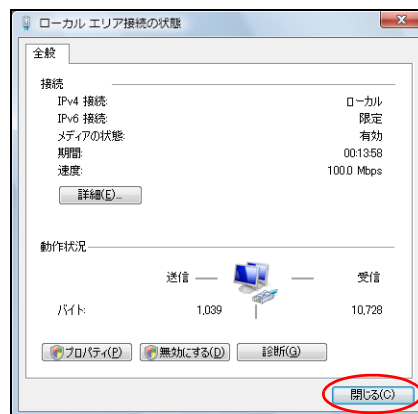 ローカル エリア接続の状態
全般
接続
IPv4 接続: ローカル
IPv6 接続: 限定
メディアの状態: 有効
期間: 00:13:58
速度: 100.0 Mbps
詳細(E)...
動作状況
送信 受信
バイト: 1,039 10,728
プロパティ(P) 無効にする(D) 診断(G)
閉じる(C)